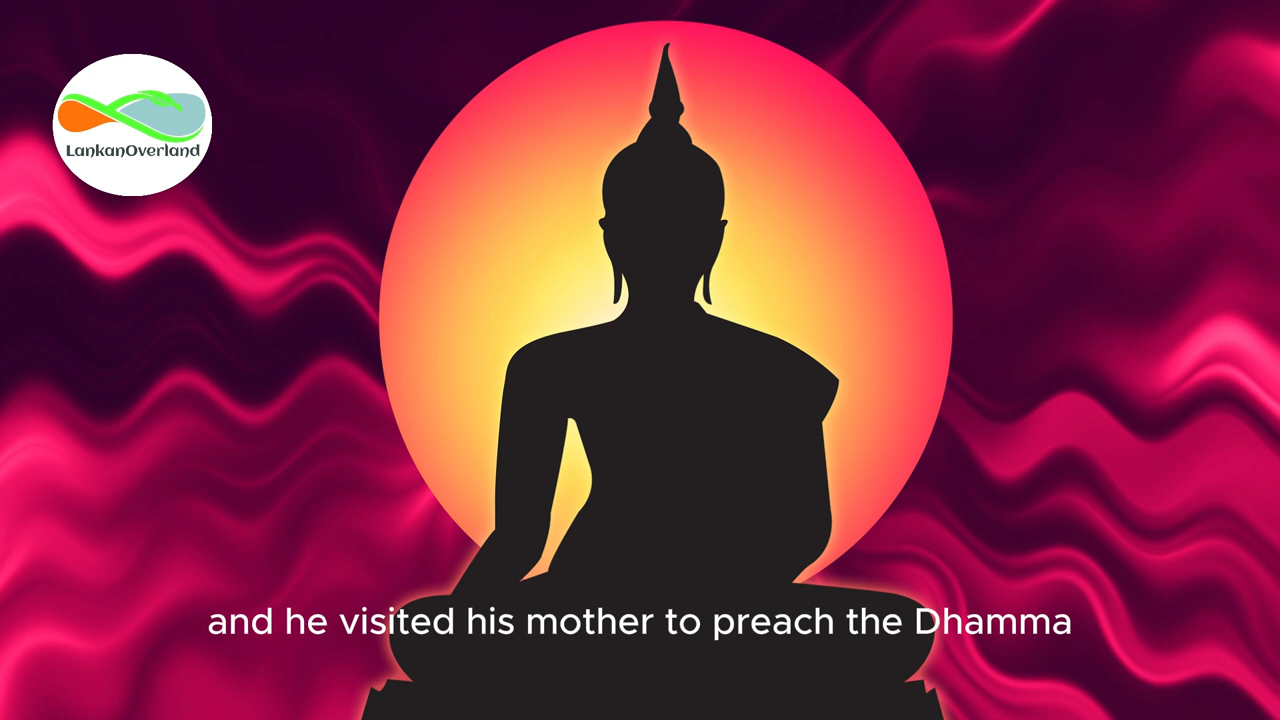 LankanOverland
and he visited his mother to preach the Dhamma